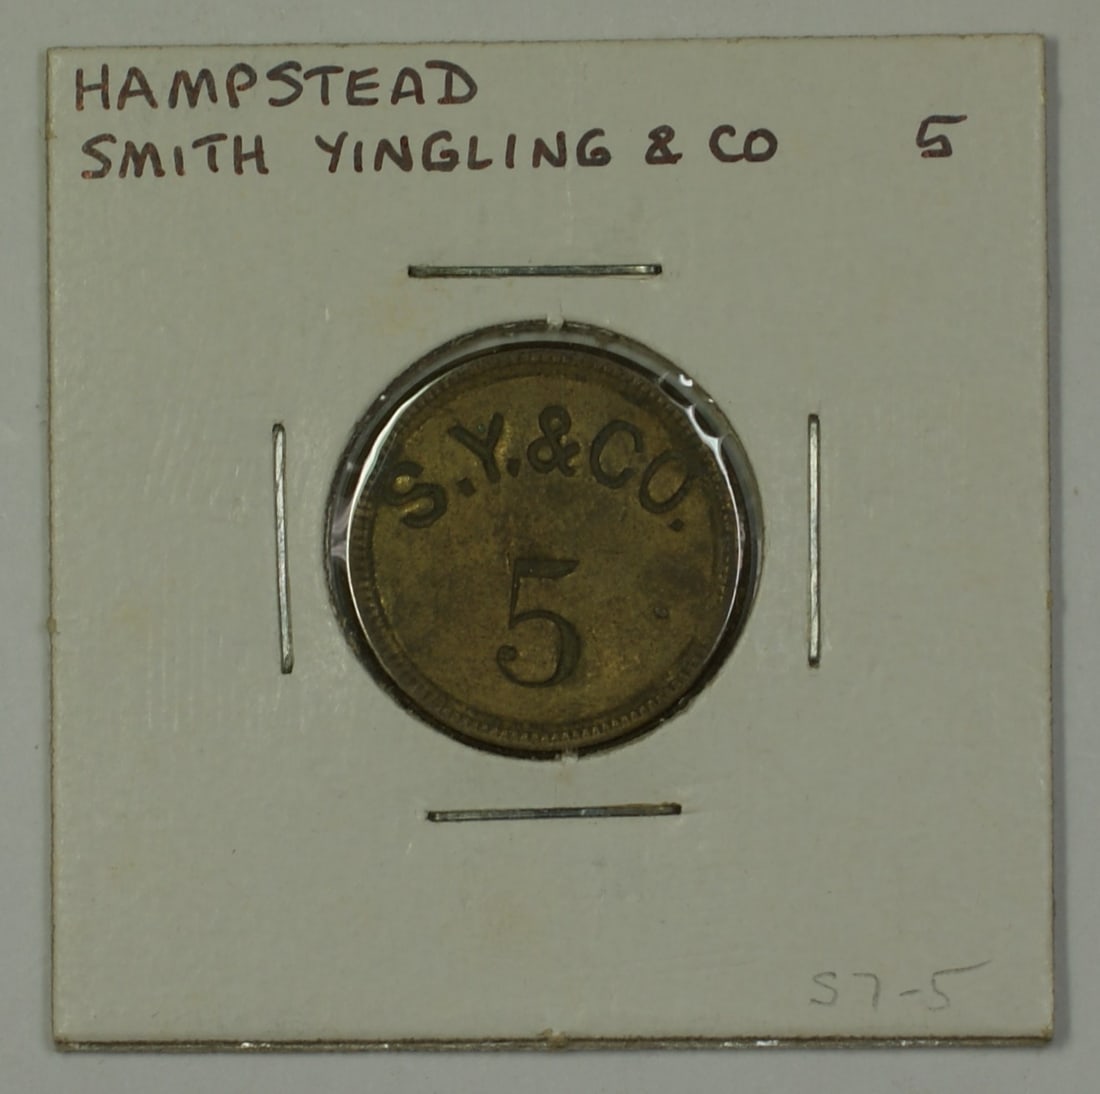 HAMPSTEAD
SMITH YINGLING & CO 5
S.Y.&CO.
5
S7-5